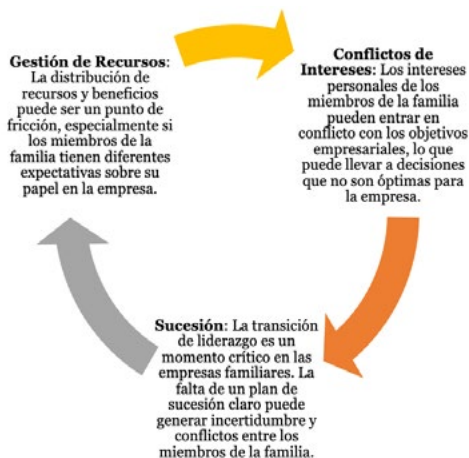 Gestión de Recursos:
La distribución de
recursos y beneficios
puede ser un punto de
fricción, especialmente si
los miembros de la
familia tienen diferentes
expectativas sobre su
papel en la empresa.
Conflictos de
Intereses: Los intereses
personales de los
miembros de la familia
pueden entrar en
conflicto con los objetivos
empresariales, lo que
puede llevar a decisiones
que no son óptimas para
la empresa.
Sucesión: La transición
de liderazgo es un
momento crítico en las
empresas familiares. La
falta de un plan de
sucesión claro puede
generar incertidumbre y
conflictos entre los
miembros de la familia.